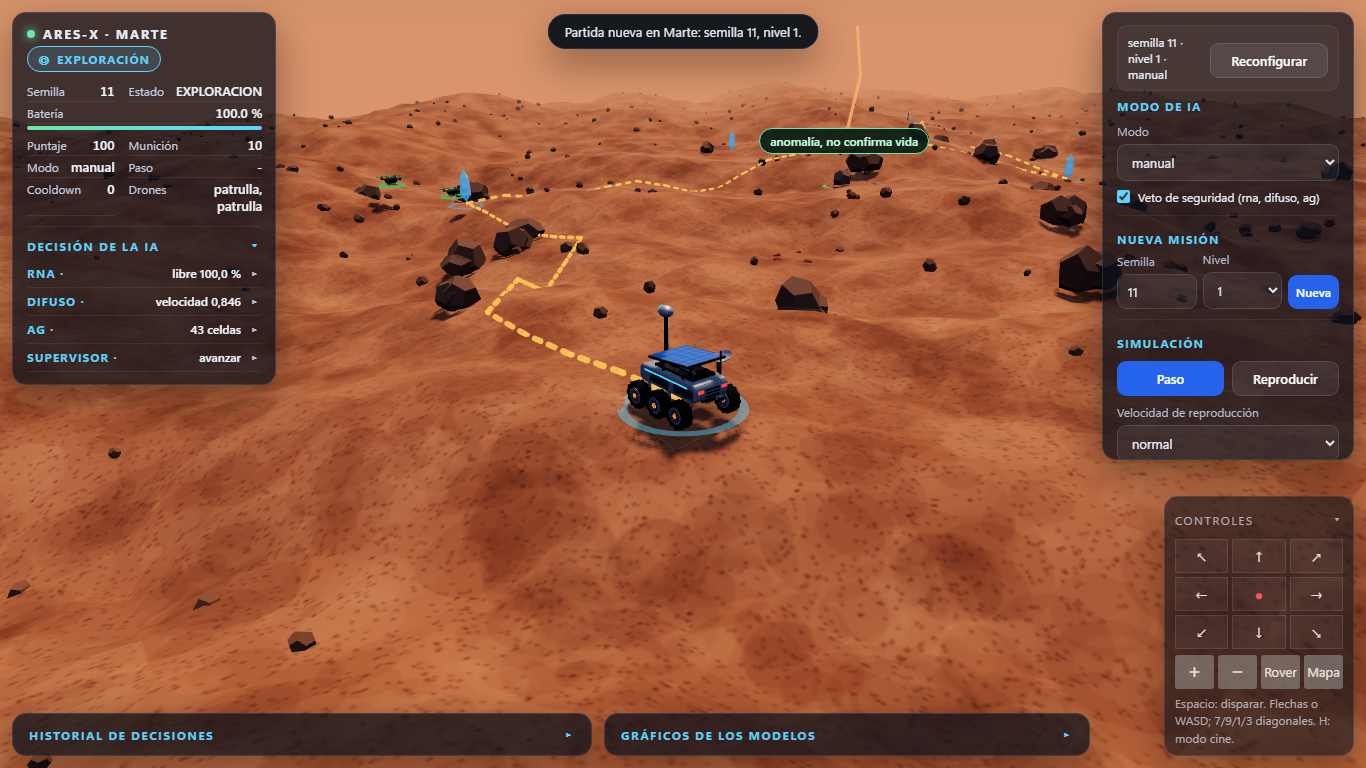 ARES-X · MARTE
EXPLORACIÓN
Semilla 11 Estado EXPLORACION
Batería 100.0 %
Puntaje 100 Munición 10
Modo manual Paso -
Cooldown 0 Drones patrulla,
patrulla
DECISIÓN DE LA IA
RNA · libre 100,0 %
DIFUSO · velocidad 0,846
AG · 43 celdas
SUPERVISOR · avanzar
Partida nueva en Marte: semilla 11, nivel 1.
anomalía, no confirma vida
semilla 11 ·
nivel 1 ·
manual
Reconfigurar
MODO DE IA
Modo
manual
Veto de seguridad (rna, difuso, ag)
NUEVA MISIÓN
Semilla Nivel
11 1 Nueva
SIMULACIÓN
Paso Reproducir
Velocidad de reproducción
normal
CONTROLES
↖ ↑ ↗
← ● →
↙ ↓ ↘
+ − Rover Mapa
Espacio: disparar. Flechas o
WASD; 7/9/1/3 diagonales. H:
modo cine.
HISTORIAL DE DECISIONES
GRÁFICOS DE LOS MODELOS